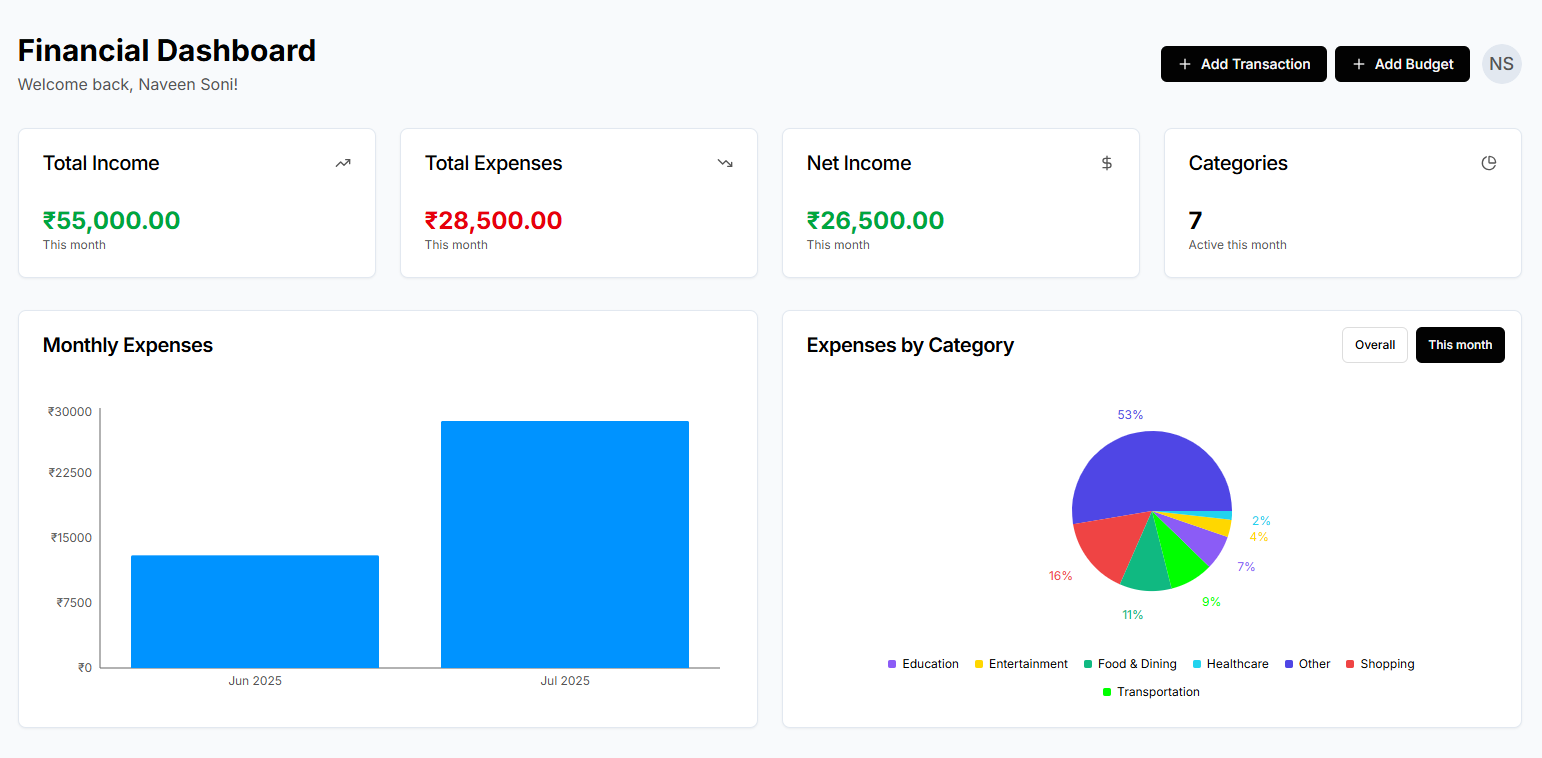 Financial Dashboard
Welcome back, Naveen Soni!
+ Add Transaction
+ Add Budget
NS
Total Income
₹55,000.00
This month
Total Expenses
₹28,500.00
This month
Net Income
$
₹26,500.00
This month
Categories
7
Active this month
Monthly Expenses
₹30000
₹22500
₹15000
₹7500
₹0
Jun 2025
Jul 2025
Expenses by Category
Overall
This month
53%
2%
4%
7%
9%
11%
16%
Education Entertainment Food & Dining Healthcare Other Shopping
Transportation